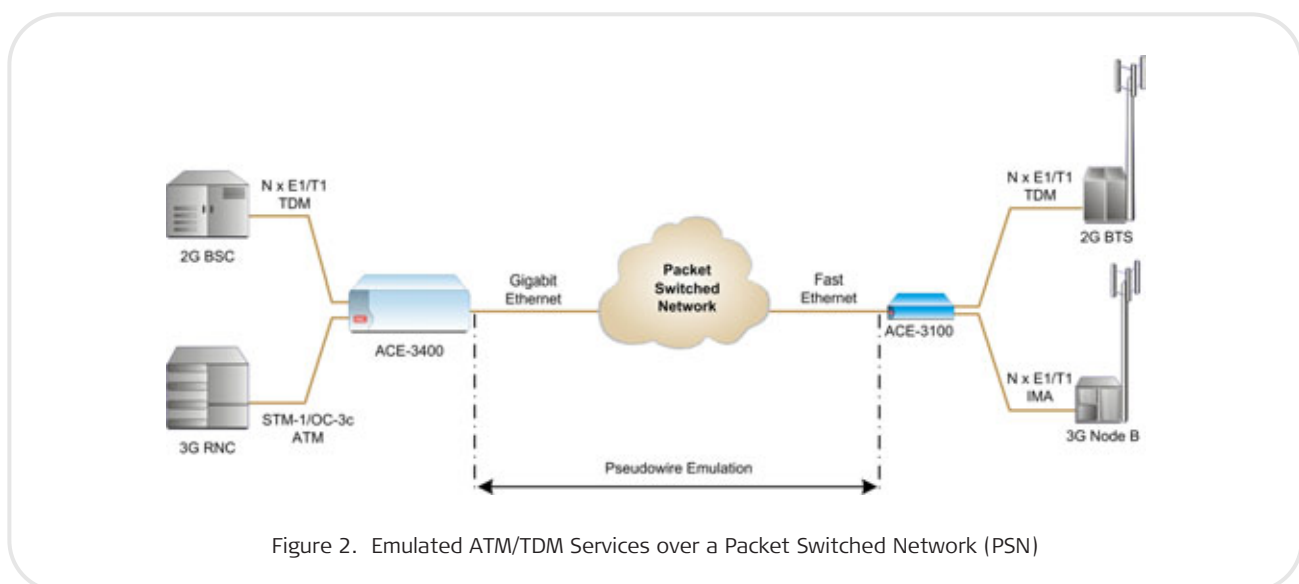 N x E1/T1
TDM
2G BSC
3G RNC
STM-1/OC-3c
ATM
ACE-3400
Gigabit
Ethernet
Packet
Switched
Network
Fast
Ethernet
ACE-3100
N x E1/T1
TDM
2G BTS
N x E1/T1
IMA
3G Node B
Pseudowire Emulation
Figure 2. Emulated ATM/TDM Services over a Packet Switched Network (PSN)